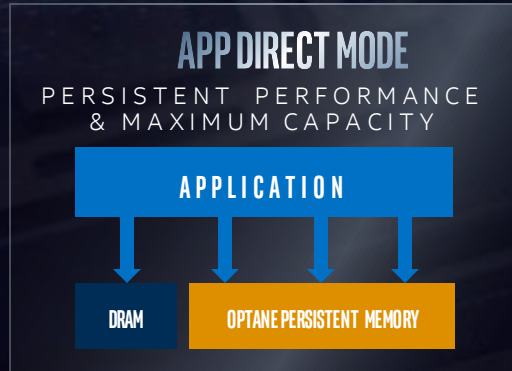 APP DIRECT MODE
PERSISTENT PERFORMANCE
& MAXIMUM CAPACITY
APPLICATION
DRAM
OPTANE PERSISTENT MEMORY